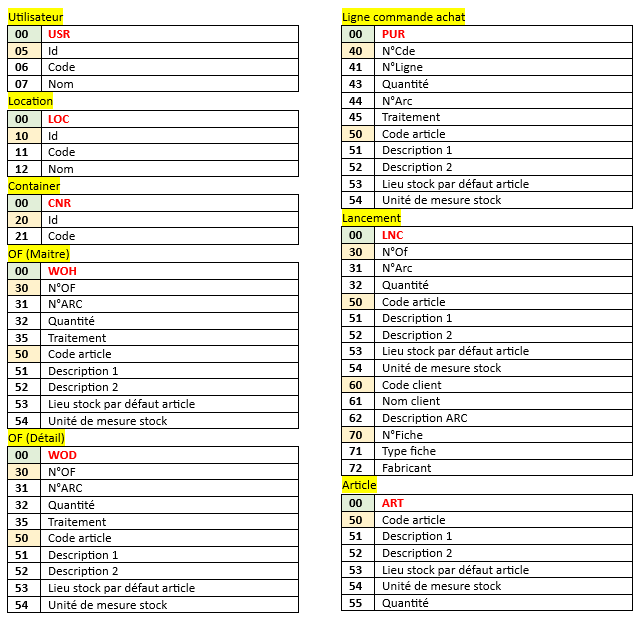 Utilisateur
00 USR
05 Id
06 Code
07 Nom
Location
00 LOC
10 Id
11 Code
12 Nom
Container
00 CNR
20 Id
21 Code
OF (Maitre)
00 WOH
30 N°OF
31 N°ARC
32 Quantité
35 Traitement
50 Code article
51 Description 1
52 Description 2
53 Lieu stock par défaut article
54 Unité de mesure stock
OF (Détail)
00 WOD
30 N°OF
31 N°ARC
32 Quantité
35 Traitement
50 Code article
51 Description 1
52 Description 2
53 Lieu stock par défaut article
54 Unité de mesure stock
Ligne commande achat
00 PUR
40 N°Cde
41 N°Ligne
43 Quantité
44 N°Arc
45 Traitement
50 Code article
51 Description 1
52 Description 2
53 Lieu stock par défaut article
54 Unité de mesure stock
Lancement
00 LNC
30 N°Of
31 N°Arc
32 Quantité
50 Code article
51 Description 1
52 Description 2
53 Lieu stock par défaut article
54 Unité de mesure stock
60 Code client
61 Nom client
62 Description ARC
70 N°Fiche
71 Type fiche
72 Fabricant
Article
00 ART
50 Code article
51 Description 1
52 Description 2
53 Lieu stock par défaut article
54 Unité de mesure stock
55 Quantité